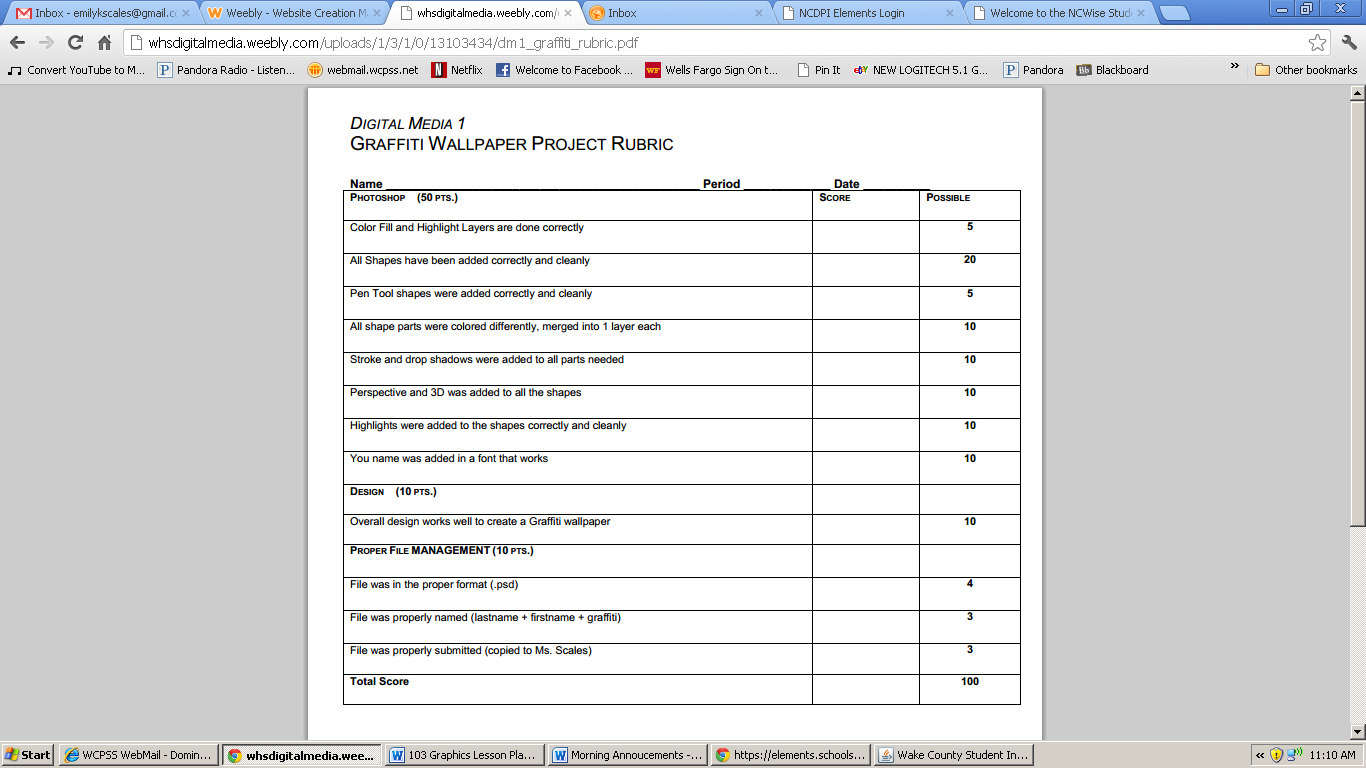 Inbox - emilykscales@gmail.c
Weebly - Website Creation M
whsdigitalmedia.weebly.com/
Inbox
NCDPI Elements Login
Welcome to the NCWise Stud
whsdigitalmedia.weebly.com/uploads/1/3/1/0/13103434/dm1_graffiti_rubric.pdf
Convert YouTube to M...
Pandora Radio - Listen...
webmail.wcpss.net
Netflix
Welcome to Facebook ...
Wells Fargo Sign On t...
Pin It
NEW LOGITECH 5.1 G...
Pandora
Blackboard
Other bookmarks
DIGITAL MEDIA 1
GRAFFITI WALLPAPER PROJECT RUBRIC
Name ________ Period ________ Date ________
PHOTOSHOP (50 PTS.) SCORE POSSIBLE
Color Fill and Highlight Layers are done correctly 5
All Shapes have been added correctly and cleanly 20
Pen Tool shapes were added correctly and cleanly 5
All shape parts were colored differently, merged into 1 layer each 10
Stroke and drop shadows were added to all parts needed 10
Perspective and 3D was added to all the shapes 10
Highlights were added to the shapes correctly and cleanly 10
You name was added in a font that works 10
DESIGN (10 PTS.)
Overall design works well to create a Graffiti wallpaper 10
PROPER FILE MANAGEMENT (10 PTS.)
File was in the proper format (.psd) 4
File was properly named (lastname + firstname + graffiti) 3
File was properly submitted (copied to Ms. Scales) 3
Total Score 100
Start
WCPSS WebMail - Domin...
whsdigitalmedia.wee...
103 Graphics Lesson Pla...
Morning Annoucements -...
https://elements.schools...
Wake County Student In...
11:10 AM